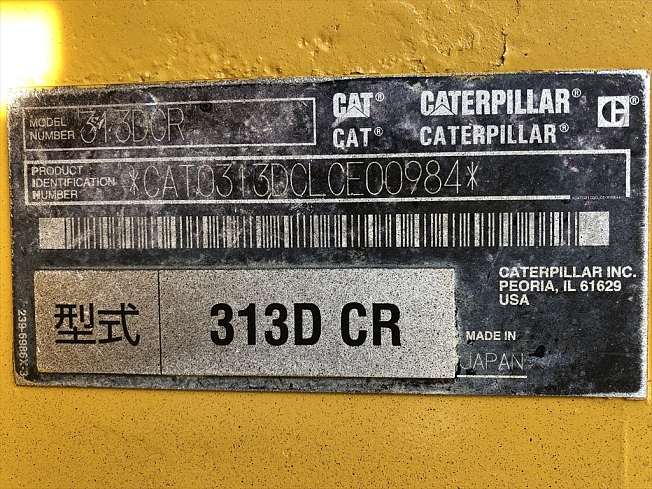 MODEL NUMBER 313DCR
CAT® CATERPILLAR®
CAT® CATERPILLAR®
PRODUCT IDENTIFICATION NUMBER *CAT0313DCLCE00984*
CATERPILLAR INC.
PEORIA, IL 61629
USA
型式 313D CR
MADE IN
JAPAN